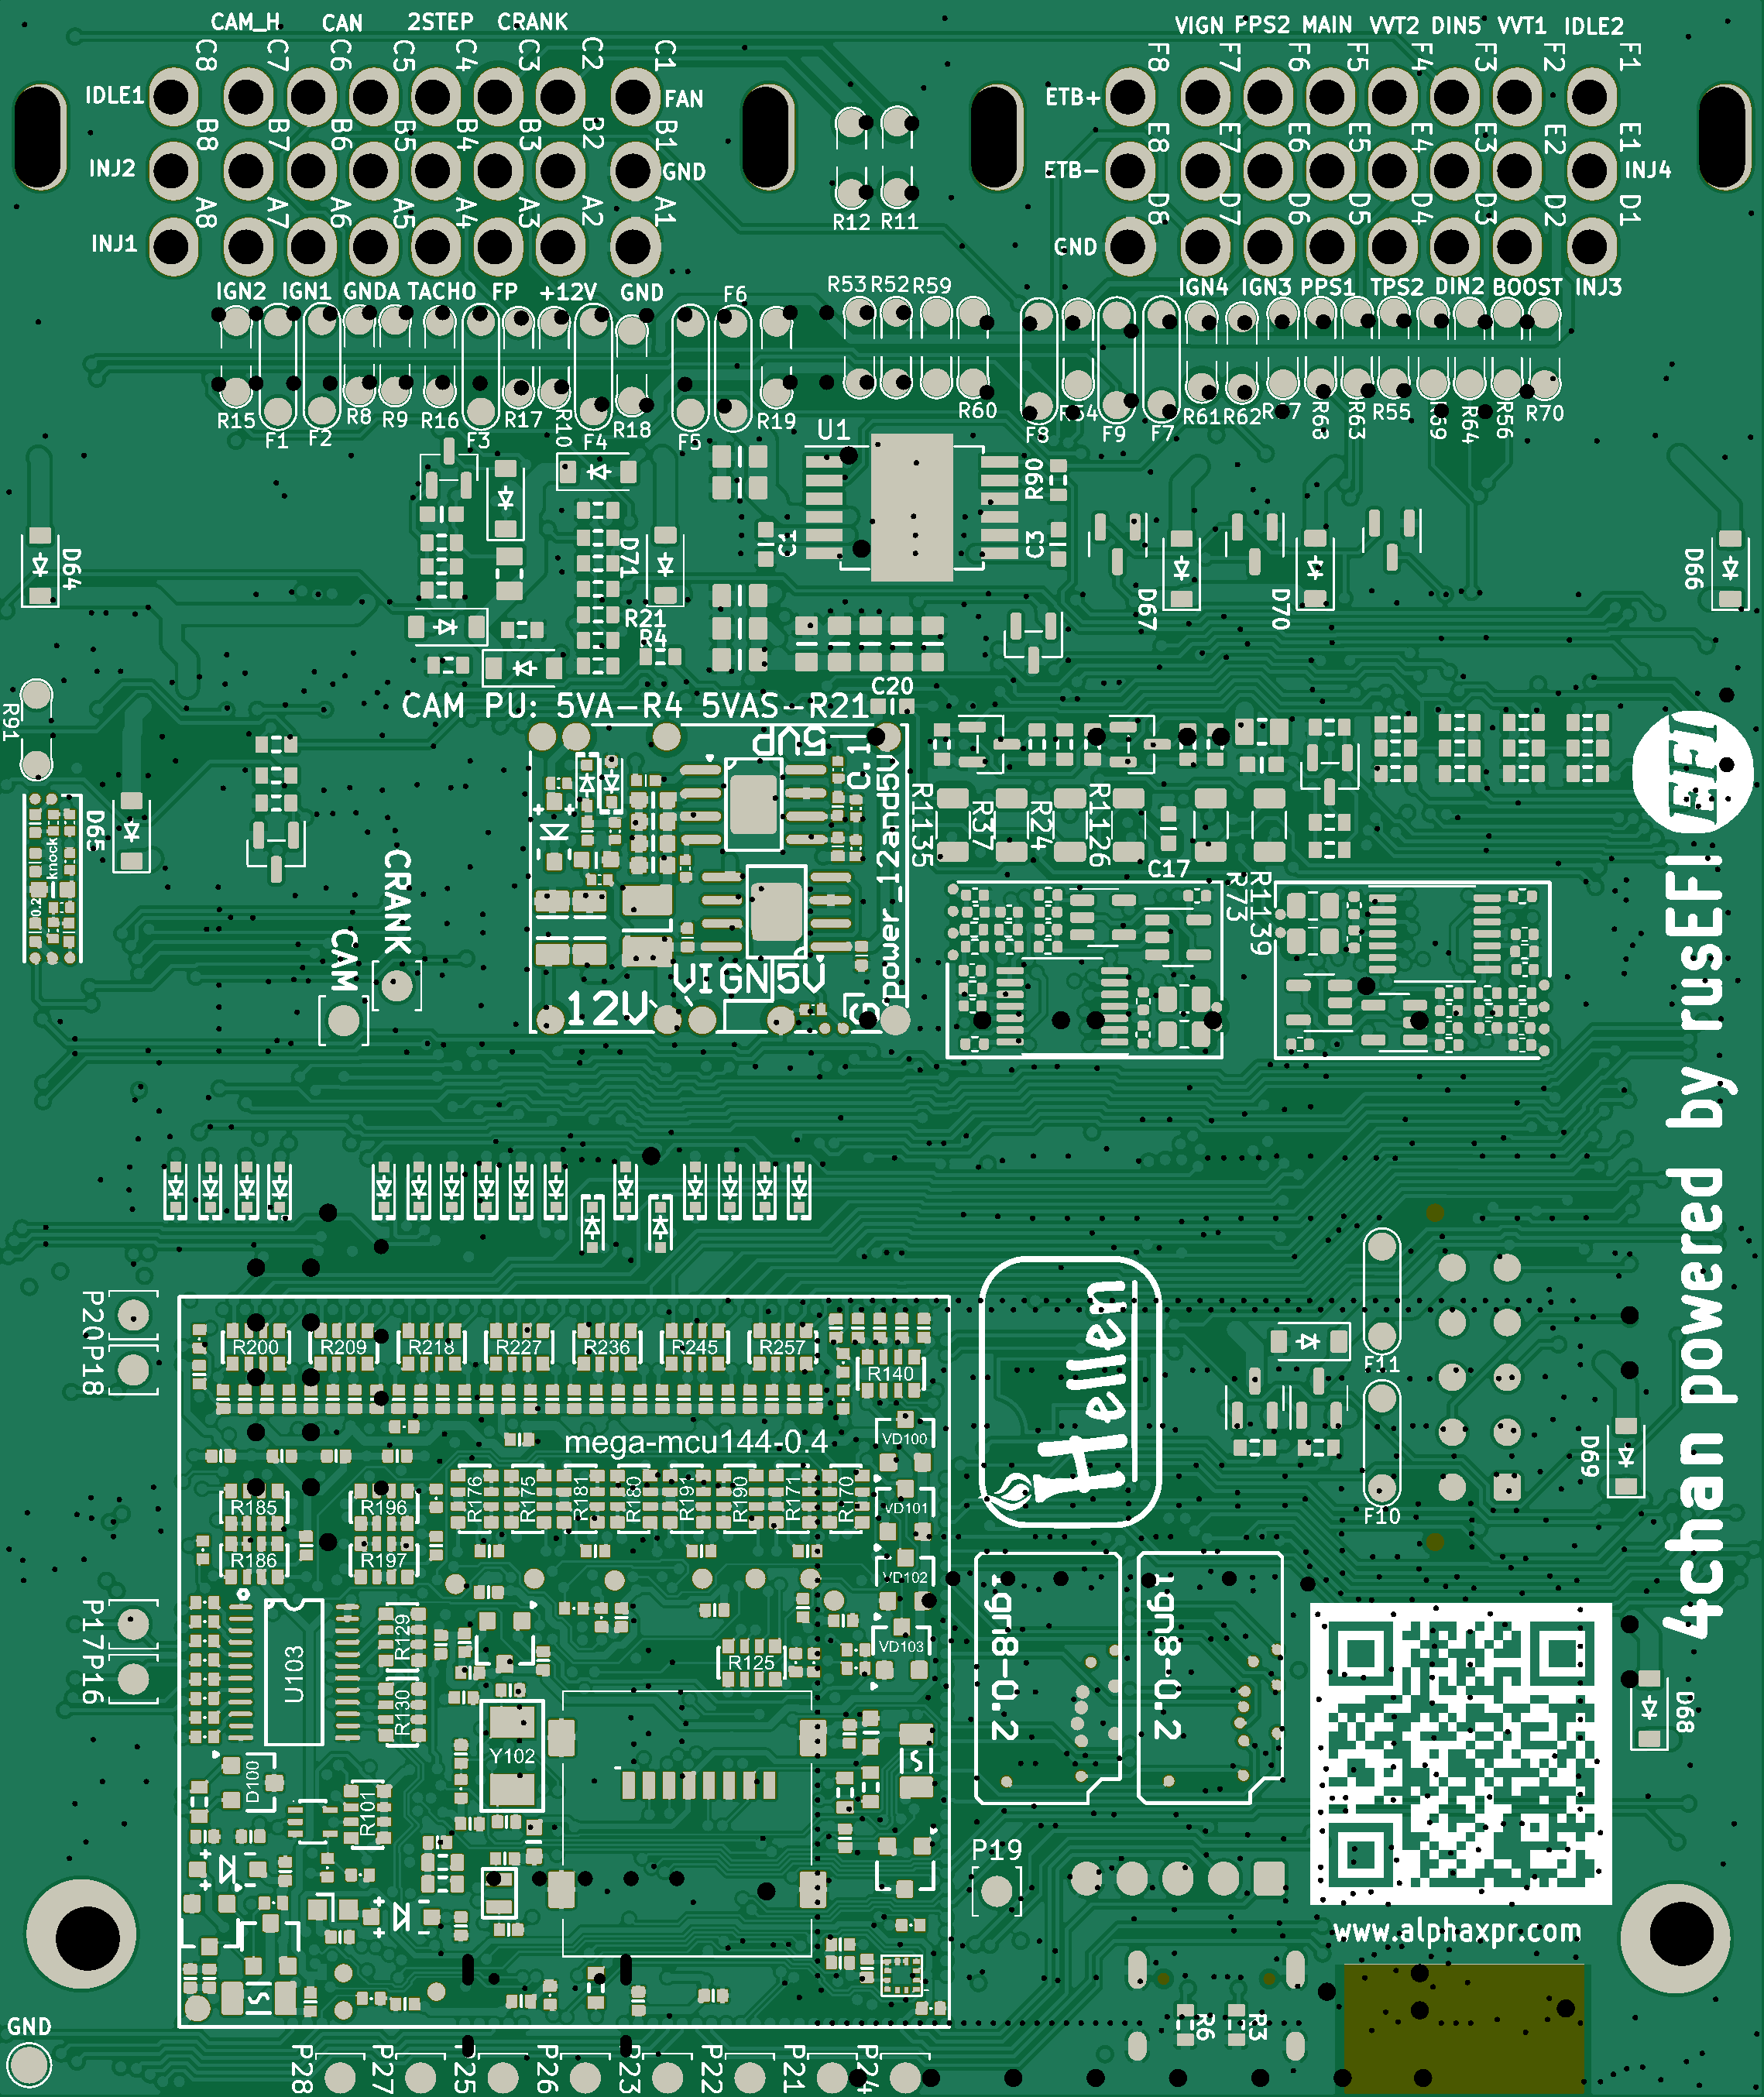 CAM_H CAN 2STEP CRANK
VIGN PPS2 MAIN VVT2 DIN5 VVT1 IDLE2
C8 C7 C6 C5 C4 C3 C2 C1
F8 F7 F6 F5 F4 F3 F2 F1
IDLE1 FAN ETB+
B8 B7 B6 B5 B4 B3 B2 B1
E8 E7 E6 E5 E4 E3 E2 E1
INJ2 GND ETB- INJ4
A8 A7 A6 A5 A4 A3 A2 A1
D8 D7 D6 D5 D4 D3 D2 D1
R12 R11
INJ1 GND
IGN2 IGN1 GNDA TACHO FP +12V GND
IGN4 IGN3 PPS1 TPS2 DIN2 BOOST INJ3
F6 R53 R52 R59
R15 F1 F2 R8 R9 R16 F3 R17 R10 F4 R18 F5 R19
R60 F8 F9 F7 R61 R62 R68 R63 R55 R69 R64 R56 R70
U1
R90
C1 C3
D64 D71 D67 D70 D66
R21
R4
C20
CAM PU: 5VA-R4 5VAS-R21
R91
5VP
0.1
power_12and5V
R1135 R37 R24 R1126
C17
D65
knock
0.2
CRANK
CAM
R73 R1139
VIGN 5V
12V
EFI
4chan powered by rusEFI
P20 P18
R200 R209 R218 R227 R236 R245 R257
R140
mega-mcu144-0.4
VD100
R176 R175 R181 R180 R191 R190 R171 R170
VD101
R185 R196
R186 R197
VD102
Hellen
F11
F10
D69
P17 P16
U103
R129
R130
R125
VD103
Ign8-0.2
Ign8-0.2
D68
Y102
D100
R101
P19
www.alphaxpr.com
R6 R3
GND
P28 P27 P25 P26 P23 P22 P21 P24